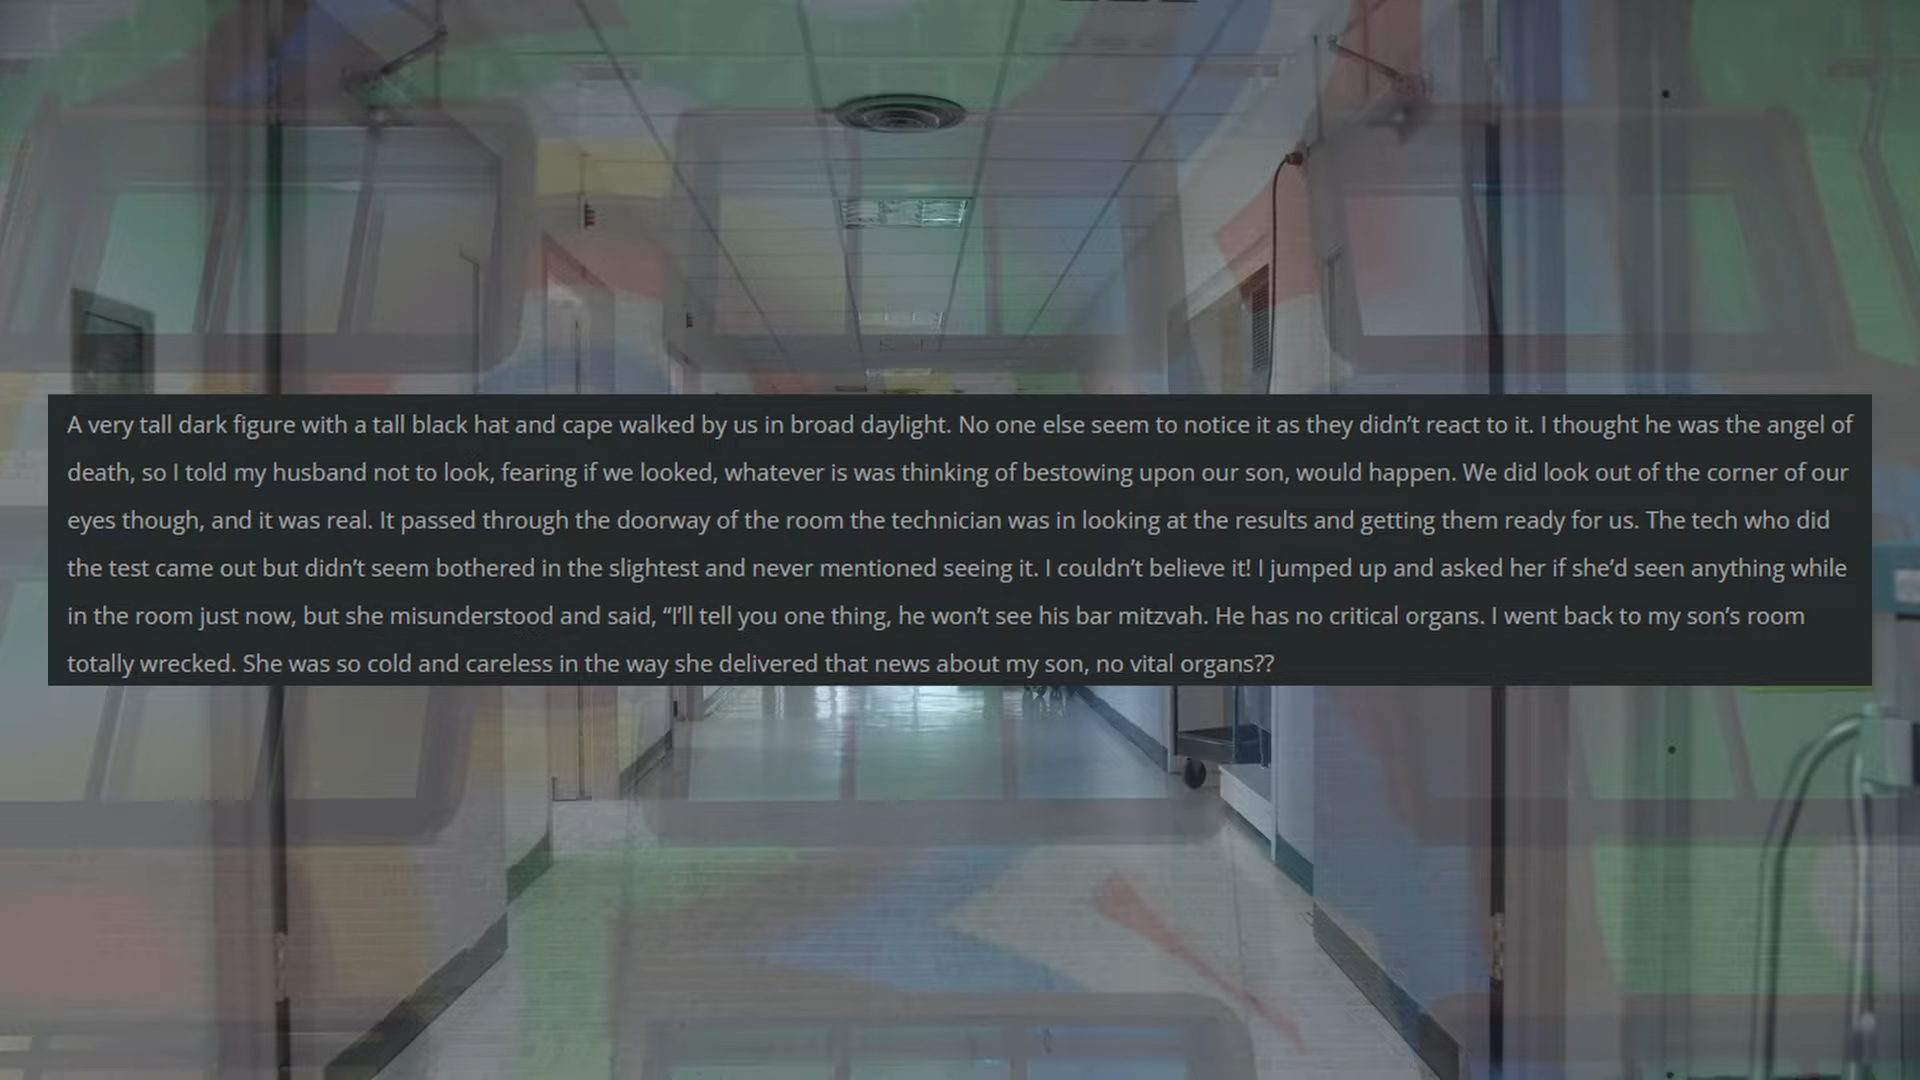 A very tall dark figure with a tall black hat and cape walked by us in broad daylight. No one else seem to notice it as they didn’t react to it. I thought he was the angel of
death, so I told my husband not to look, fearing if we looked, whatever is was thinking of bestowing upon our son, would happen. We did look out of the corner of our
eyes though, and it was real. It passed through the doorway of the room the technician was in looking at the results and getting them ready for us. The tech who did
the test came out but didn’t seem bothered in the slightest and never mentioned seeing it. I couldn’t believe it! I jumped up and asked her if she’d seen anything while
in the room just now, but she misunderstood and said, “I’ll tell you one thing, he won’t see his bar mitzvah. He has no critical organs. I went back to my son’s room
totally wrecked. She was so cold and careless in the way she delivered that news about my son, no vital organs??